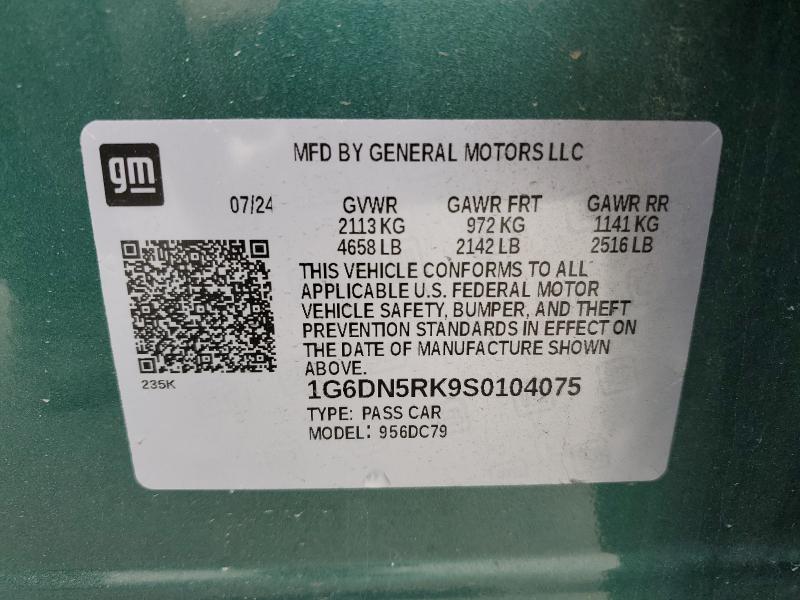 gm
MFD BY GENERAL MOTORS LLC
07/24 GVWR GAWR FRT GAWR RR
2113 KG 972 KG 1141 KG
4658 LB 2142 LB 2516 LB
THIS VEHICLE CONFORMS TO ALL
APPLICABLE U.S. FEDERAL MOTOR
VEHICLE SAFETY, BUMPER, AND THEFT
PREVENTION STANDARDS IN EFFECT ON
THE DATE OF MANUFACTURE SHOWN
ABOVE.
235K
1G6DN5RK9S0104075
TYPE: PASS CAR
MODEL: 956DC79